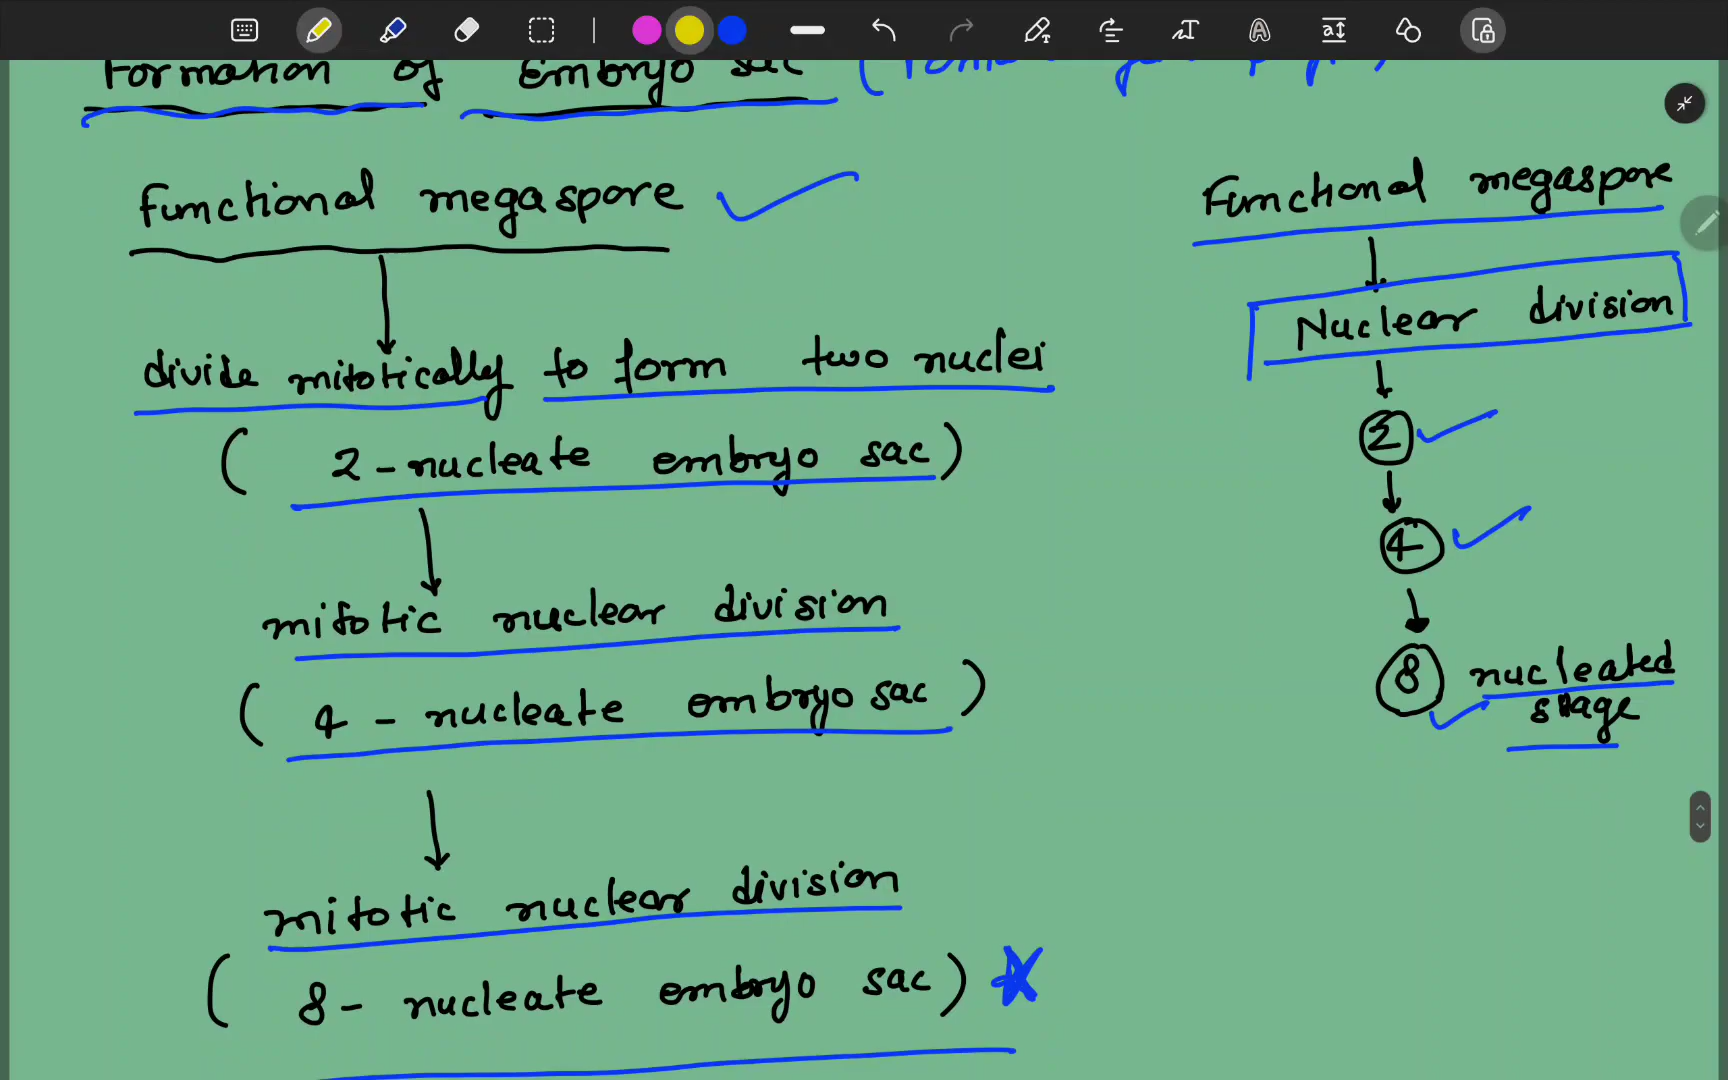 Formation of Embryo sac (
Functional megaspore
divide mitotically to form two nuclei
( 2-nucleate embryo sac)
mitotic nuclear division
( 4 - nucleate embryo sac )
mitotic nuclear division
( 8 - nucleate embryo sac)
Functional megaspore
Nuclear division
2
4
8 nucleated
stage